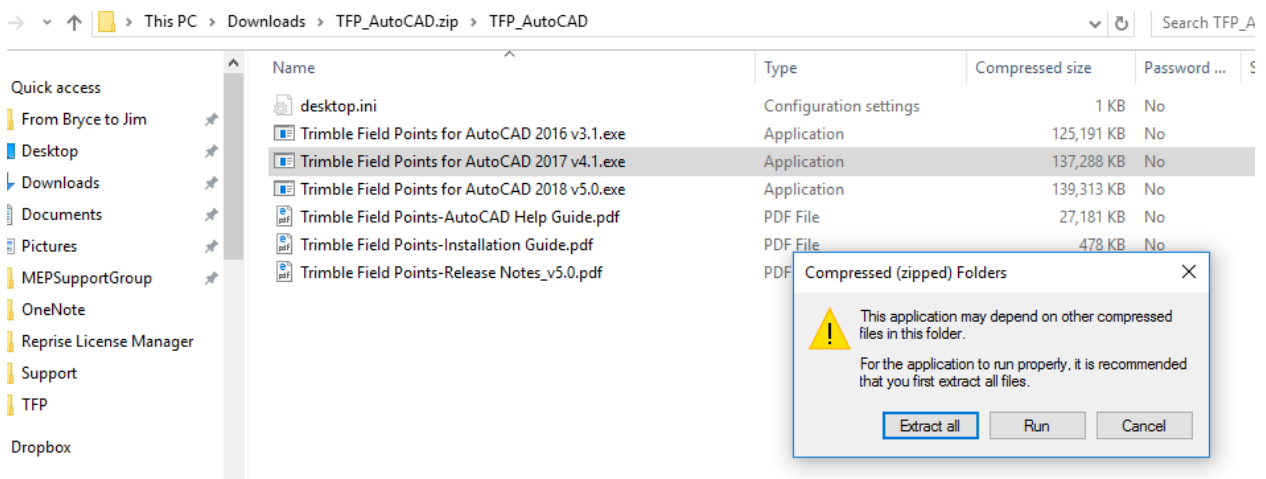 This PC > Downloads > TFP_AutoCAD.zip > TFP_AutoCAD
Search TFP_A
Quick access
From Bryce to Jim
Desktop
Downloads
Documents
Pictures
MEPSupportGroup
OneNote
Reprise License Manager
Support
TFP
Dropbox
Name Type Compressed size Password ... S
desktop.ini Configuration settings 1 KB No
Trimble Field Points for AutoCAD 2016 v3.1.exe Application 125,191 KB No
Trimble Field Points for AutoCAD 2017 v4.1.exe Application 137,288 KB No
Trimble Field Points for AutoCAD 2018 v5.0.exe Application 139,313 KB No
Trimble Field Points-AutoCAD Help Guide.pdf PDF File 27,181 KB No
Trimble Field Points-Installation Guide.pdf PDF File 478 KB No
Trimble Field Points-Release Notes_v5.0.pdf PDF
Compressed (zipped) Folders
This application may depend on other compressed
files in this folder.
For the application to run properly, it is recommended
that you first extract all files.
Extract all Run Cancel